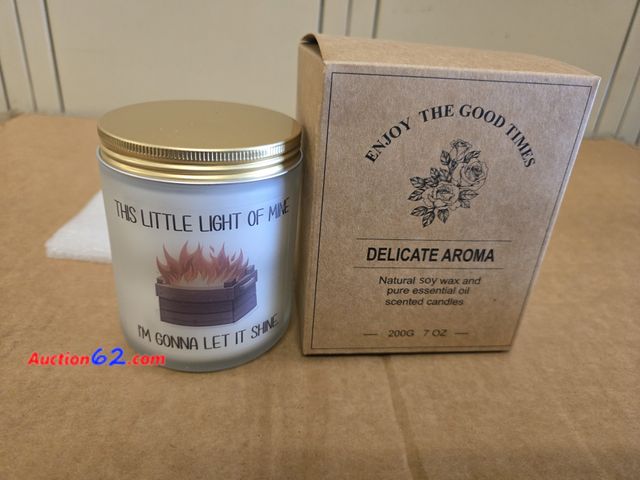 THIS LITTLE LIGHT OF MINE
I'M GONNA LET IT SHINE
ENJOY THE GOOD TIMES
DELICATE AROMA
Natural soy wax and
pure essential oil
scented candles
200G 7 OZ
Auction62.com